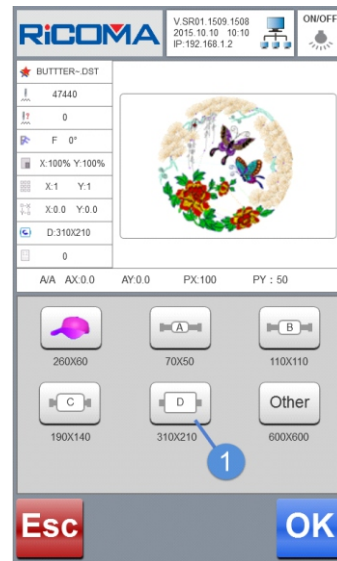 RiCOMA
V.SR01.1509.1508
2015.10.10 10:10
IP:192.168.1.2
ON/OFF
BUTTTER~.DST
47440
0
F 0°
X:100% Y:100%
X:1 Y:1
X:0.0 Y:0.0
D:310X210
0
A/A AX:0.0 AY:0.0 PX:100 PY : 50
A
B
260X60 70X50 110X110
C
D
Other
190X140 310X210 600X600
1
Esc OK